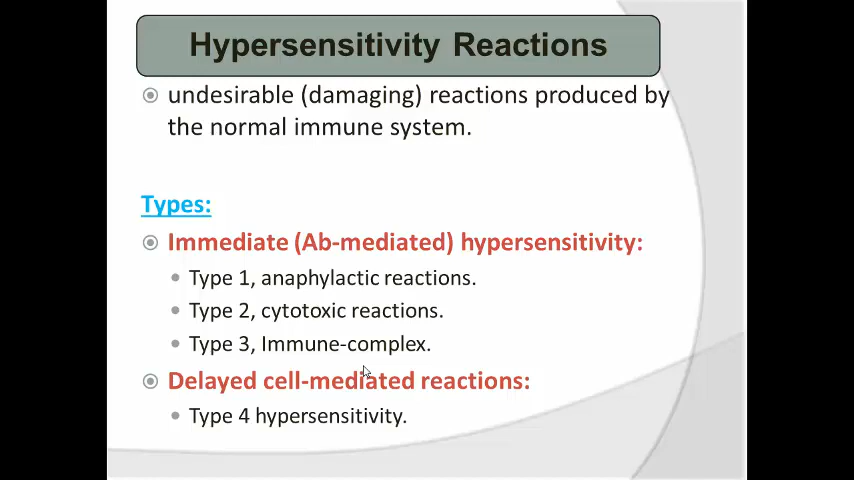 Hypersensitivity Reactions
undesirable (damaging) reactions produced by
the normal immune system.
Types:
Immediate (Ab-mediated) hypersensitivity:
Type 1, anaphylactic reactions.
Type 2, cytotoxic reactions.
Type 3, Immune-complex.
Delayed cell-mediated reactions:
Type 4 hypersensitivity.